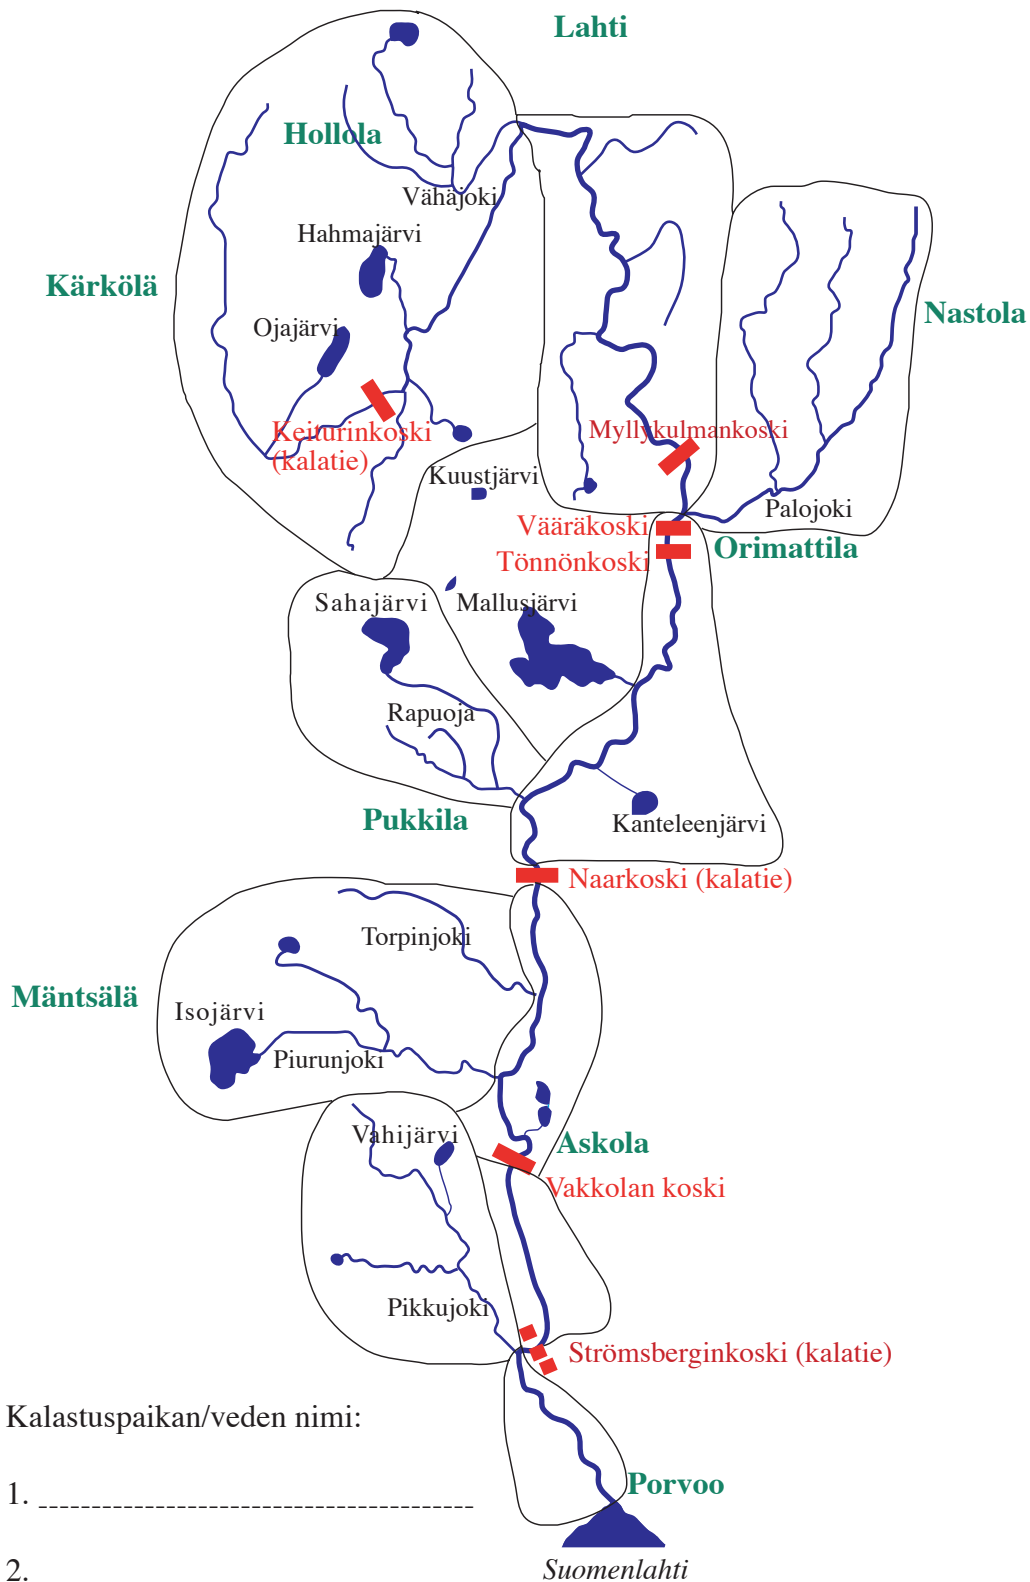 Lahti
Hollola
Vähäjoki
Hahmajärvi
Kärkölä
Nastola
Ojajärvi
Keiturinkoski
(kalatie)
Myllykulmankoski
Kuustjärvi
Palojoki
Vääräkoski
Orimattila
Tönnönkoski
Sahajärvi
Mallusjärvi
Rapuoja
Pukkila
Kanteleenjärvi
Naarkoski (kalatie)
Torpinjoki
Mäntsälä
Isojärvi
Piurunjoki
Vahijärvi
Askola
Vakkolan koski
Pikkujoki
Strömsberginkoski (kalatie)
Kalastuspaikan/veden nimi:
Porvoo
1. ________________________________________
2.
Suomenlahti